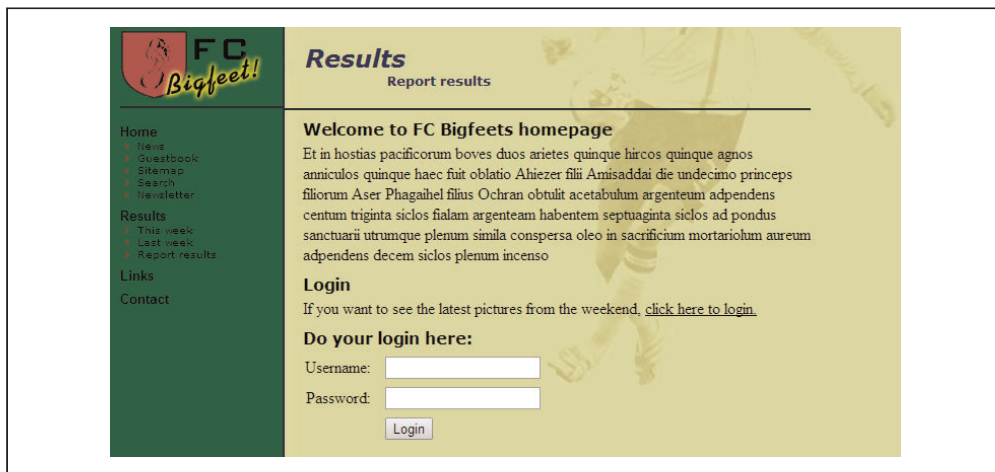 FC
Bigfeet!
Results
Report results
Home
News
Guestbook
Sitemap
Search
Newsletter
Results
This week
Last week
Report results
Links
Contact
Welcome to FC Bigfeets homepage
Et in hostias pacificorum boves duos arietes quinque hircos quinque agnos
anniculos quinque haec fuit oblatio Ahiezer filii Amisaddai die undecimo princeps
filiorum Aser Phagaihel filius Ochran obtulit acetabulum argenteum adpendens
centum triginta siclos fialam argenteam habentem septuaginta siclos ad pondus
sanctuarii utrumque plenum simila conspersa oleo in sacrificium mortariolum aureum
adpendens decem siclos plenum incenso
Login
If you want to see the latest pictures from the weekend, click here to login.
Do your login here:
Username:
Password:
Login